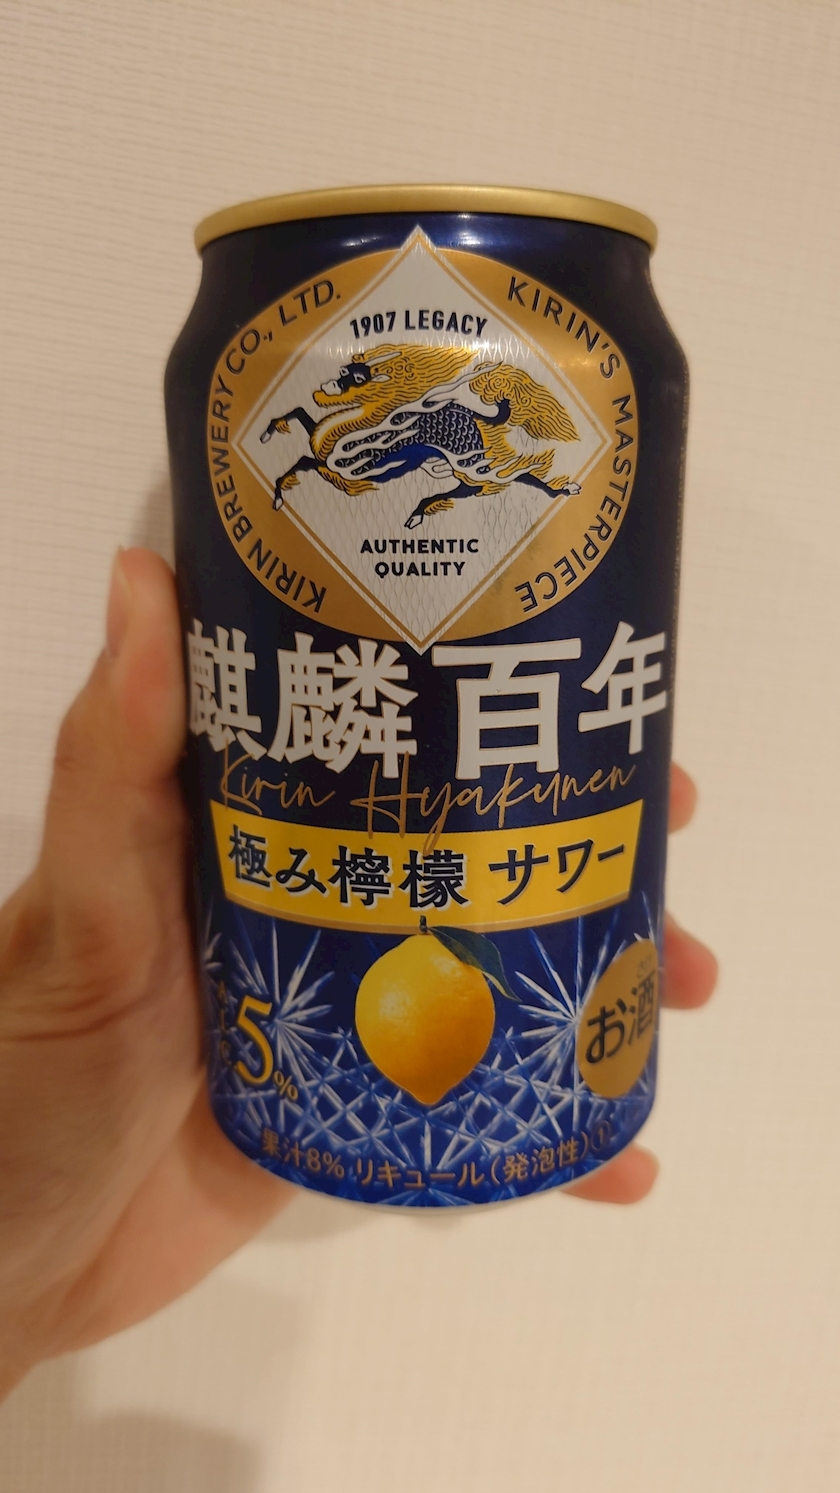 KIRIN BREWERY CO., LTD.
KIRIN'S MASTERPIECE
1907 LEGACY
AUTHENTIC
QUALITY
麒麟百年
Kirin Hyakunen
極み檸檬 サワー
ALC.
5%
お酒
果汁8% リキュール(発泡性)①